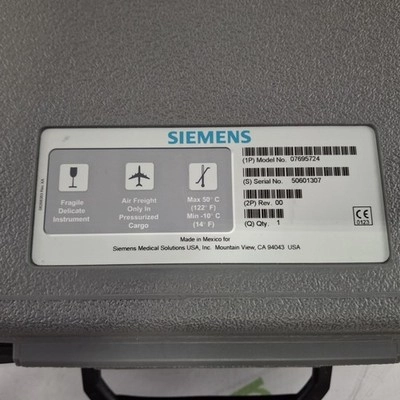 SIEMENS
(1P) Model No. 07695724
(S) Serial No. 50601307
(2P) Rev. 00
(Q) Qty. 1
Fragile
Delicate
Instrument
Air Freight
Only In
Pressurized
Cargo
Max 50° C
(122° F)
Min -10° C
(14° F)
CE
0123
Made in Mexico for
Siemens Medical Solutions USA, Inc. Mountain View, CA 94043 USA